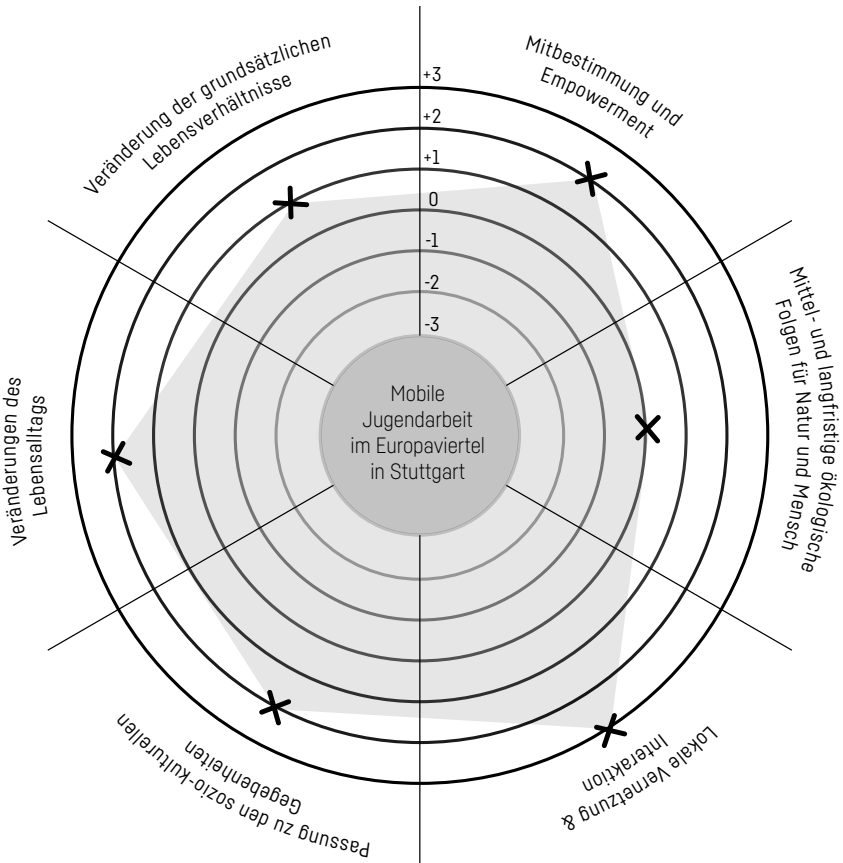 Veränderung der grundsätzlichen
Lebensverhältnisse
Mitbestimmung und
Empowerment
+3
+2
+1
0
-1
-2
-3
Mobile
Jugendarbeit
im Europaviertel
in Stuttgart
Mittel- und langfristige ökologische
Folgen für Natur und Mensch
Veränderungen des
Lebensalltags
Passung zu den sozio-kulturellen
Gegebenheiten
Lokale Vernetzung &
Interaktion